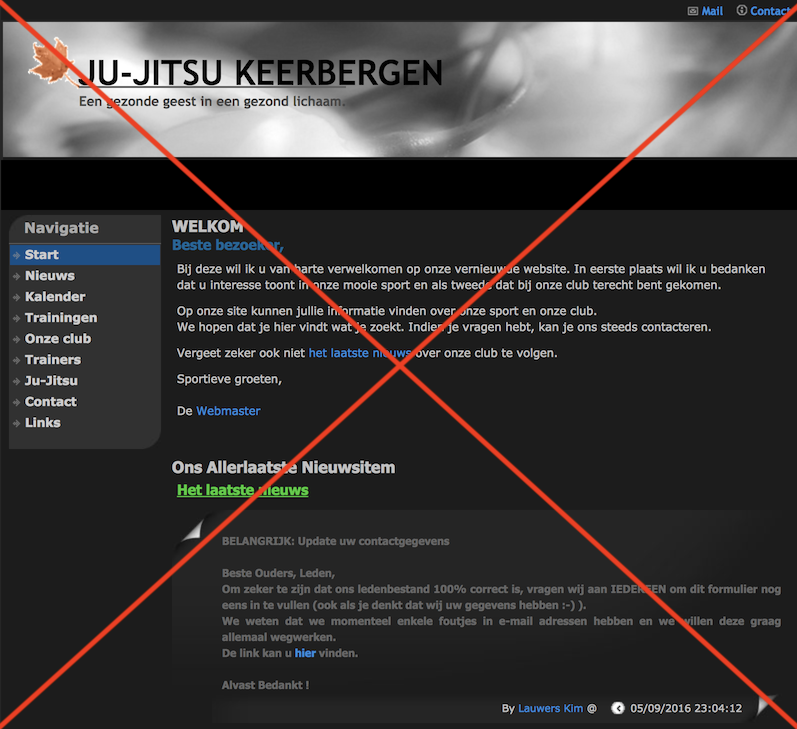 Mail Contact
JU-JITSU KEERBERGEN
Een gezonde geest in een gezond lichaam.
Navigatie
Start
Nieuws
Kalender
Trainingen
Onze club
Trainers
Ju-Jitsu
Contact
Links
WELKOM
Beste bezoeker,
Bij deze wil ik u van harte verwelkomen op onze vernieuwde website. In eerste plaats wil ik u bedanken
dat u interesse toont in onze mooie sport en als tweede dat bij onze club terecht bent gekomen.
Op onze site kunnen jullie informatie vinden over onze sport en onze club.
We hopen dat je hier vindt wat je zoekt. Indien je vragen hebt, kan je ons steeds contacteren.
Vergeet zeker ook niet het laatste nieuws over onze club te volgen.
Sportieve groeten,
De Webmaster
Ons Allerlaatste Nieuwsitem
Het laatste nieuws
BELANGRIJK: Update uw contactgegevens
Beste Ouders, Leden,
Om zeker te zijn dat ons ledenbestand 100% correct is, vragen wij aan IEDEREEN om dit formulier nog
eens in te vullen (ook als je denkt dat wij uw gegevens hebben :-) ).
We weten dat we momenteel enkele foutjes in e-mail adressen hebben en we willen deze graag
allemaal wegwerken.
De link kan u hier vinden.
Alvast Bedankt !
By Lauwers Kim @ 05/09/2016 23:04:12